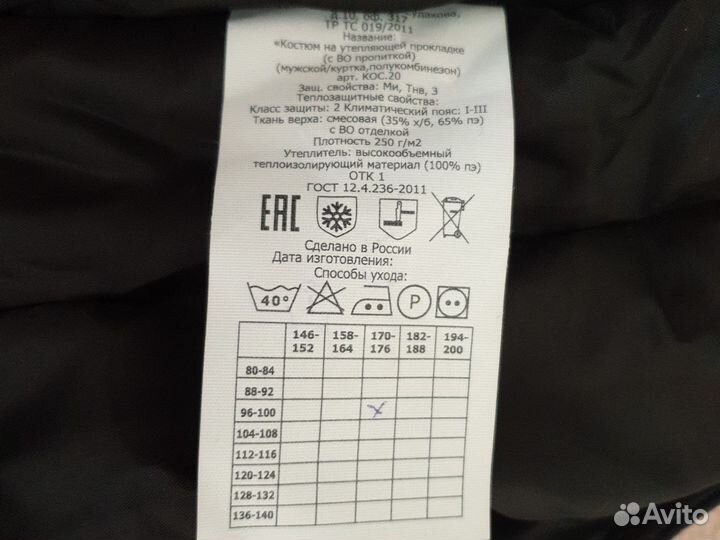 д.10, оф. 317
ТР ТС 019/2011
Название:
«Костюм на утепляющей прокладке
(с ВО пропиткой)
(мужской/куртка,полукомбинезон)
арт. КОС.20
Защ. свойства: Ми, Тнв, З
Теплозащитные свойства:
Класс защиты: 2 Климатический пояс: I-III
Ткань верха: смесовая (35% х/б, 65% пэ)
с ВО отделкой
Плотность 250 г/м2
Утеплитель: высокообъемный
теплоизолирующий материал (100% пэ)
ОТК 1
ГОСТ 12.4.236-2011
ЕАС
Сделано в России
Дата изготовления:
Способы ухода:
40° P
146-152 158-164 170-176 182-188 194-200
80-84
88-92
96-100 x
104-108
112-116
120-124
128-132
136-140
Avito